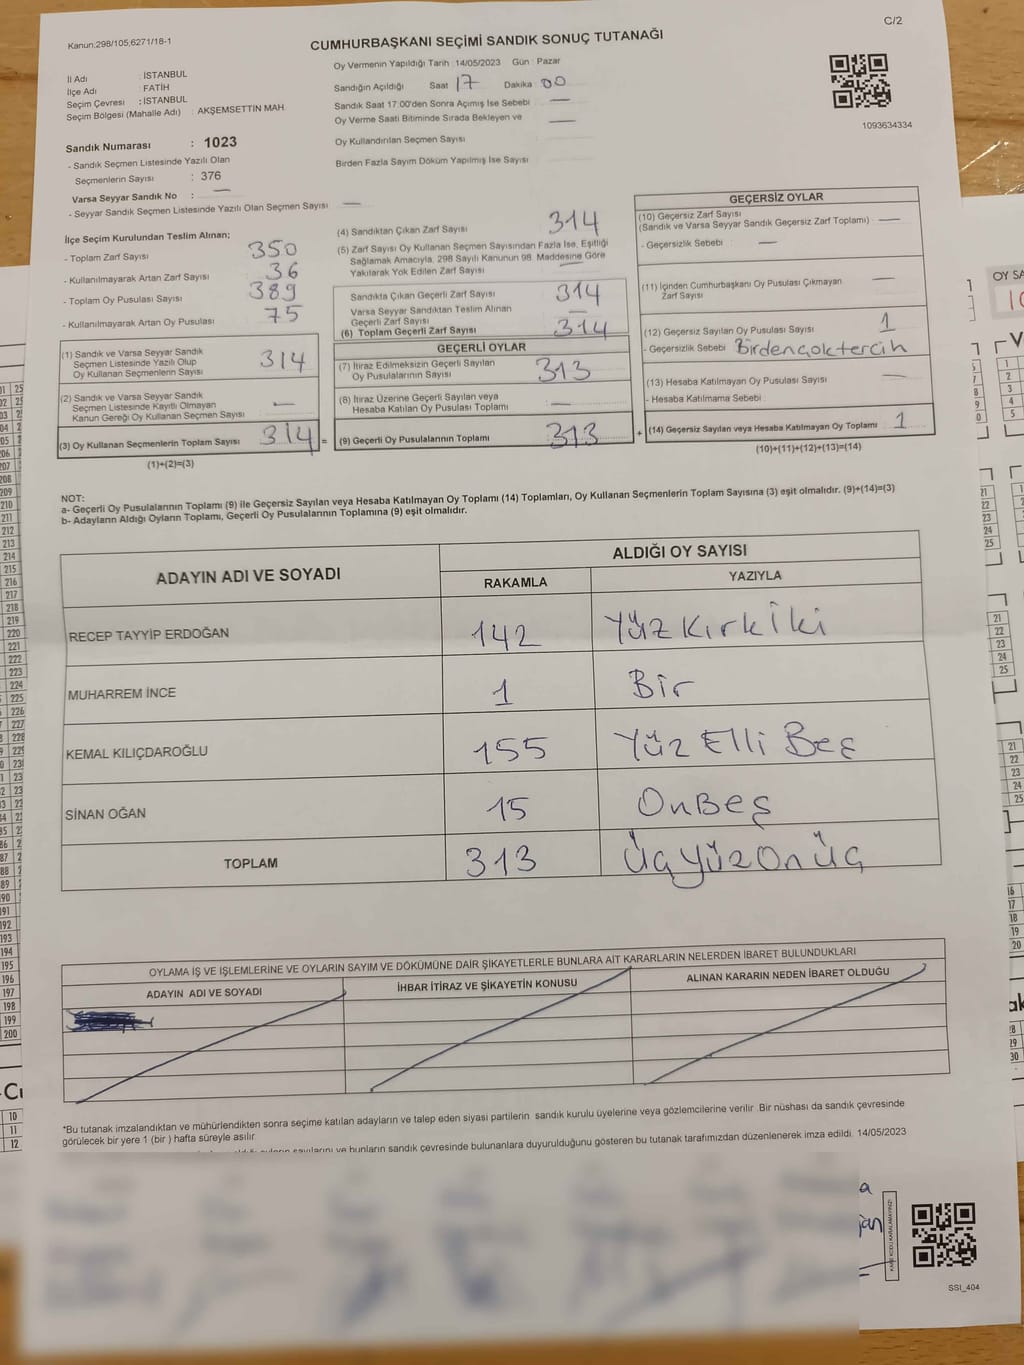 C/2
Kanun:298/105;6271/18-1
CUMHURBAŞKANI SEÇİMİ SANDIK SONUÇ TUTANAĞI
İl Adı : İSTANBUL
İlçe Adı : FATİH
Seçim Çevresi : İSTANBUL
Seçim Bölgesi (Mahalle Adı) : AKŞEMSETTİN MAH.
Oy Vermenin Yapıldığı Tarih 14/05/2023 Gün : Pazar
Sandığın Açıldığı Saat 17 Dakika 00
Sandık Saat 17:00'den Sonra Açımış İse Sebebi —
Oy Verme Saati Bitiminde Sırada Bekleyen ve —
Oy Kullandırılan Seçmen Sayısı
Birden Fazla Sayım Döküm Yapılmış İse Sayısı
1093634334
Sandık Numarası : 1023
- Sandık Seçmen Listesinde Yazılı Olan
Seçmenlerin Sayısı : 376
Varsa Seyyar Sandık No : —
- Seyyar Sandık Seçmen Listesinde Yazılı Olan Seçmen Sayısı —
İlçe Seçim Kurulundan Teslim Alınan;
- Toplam Zarf Sayısı 350
- Kullanılmayarak Artan Zarf Sayısı 36
- Toplam Oy Pusulası Sayısı 389
- Kullanılmayarak Artan Oy Pusulası 75
(1) Sandık ve Varsa Seyyar Sandık
Seçmen Listesinde Yazılı Olup
Oy Kullanan Seçmenlerin Sayısı 314
(2) Sandık ve Varsa Seyyar Sandık
Seçmen Listesinde Kayıtlı Olmayan
Kanun Gereği Oy Kullanan Seçmen Sayısı —
(3) Oy Kullanan Seçmenlerin Toplam Sayısı 314 =
(1)+(2)=(3)
(4) Sandıktan Çıkan Zarf Sayısı 314
(5) Zarf Sayısı Oy Kullanan Seçmen Sayısından Fazla İse, Eşitliği
Sağlamak Amacıyla, 298 Sayılı Kanunun 98. Maddesine Göre
Yakılarak Yok Edilen Zarf Sayısı —
Sandıkta Çıkan Geçerli Zarf Sayısı 314
Varsa Seyyar Sandıktan Teslim Alınan
Geçerli Zarf Sayısı —
(6) Toplam Geçerli Zarf Sayısı 314
GEÇERLİ OYLAR
(7) İtiraz Edilmeksizin Geçerli Sayılan
Oy Pusulalarının Sayısı 313
(8) İtiraz Üzerine Geçerli Sayılan veya
Hesaba Katılan Oy Pusulası Toplamı —
(9) Geçerli Oy Pusulalarının Toplamı 313 +
GEÇERSİZ OYLAR
(10) Geçersiz Zarf Sayısı
(Sandık ve Varsa Seyyar Sandık Geçersiz Zarf Toplamı) —
- Geçersizlik Sebebi : —
(11) İçinden Cumhurbaşkanı Oy Pusulası Çıkmayan
Zarf Sayısı —
(12) Geçersiz Sayılan Oy Pusulası Sayısı 1
- Geçersizlik Sebebi Birdençoktercih
(13) Hesaba Katılmayan Oy Pusulası Sayısı —
- Hesaba Katılmama Sebebi :
(14) Geçersiz Sayılan veya Hesaba Katılmayan Oy Toplamı 1
(10)+(11)+(12)+(13)=(14)
NOT:
a- Geçerli Oy Pusulalarının Toplamı (9) ile Geçersiz Sayılan veya Hesaba Katılmayan Oy Toplamı (14) Toplamları, Oy Kullanan Seçmenlerin Toplam Sayısına (3) eşit olmalıdır. (9)+(14)=(3)
b- Adayların Aldığı Oyların Toplamı, Geçerli Oy Pusulalarının Toplamına (9) eşit olmalıdır.
ADAYIN ADI VE SOYADI
ALDIĞI OY SAYISI
RAKAMLA YAZIYLA
RECEP TAYYİP ERDOĞAN 142 Yüz Kırk İki
MUHARREM İNCE 1 Bir
KEMAL KILIÇDAROĞLU 155 Yüz Elli Beş
SİNAN OĞAN 15 OnBeş
TOPLAM 313 ÜçYüzOnüç
OYLAMA İŞ VE İŞLEMLERİNE VE OYLARIN SAYIM VE DÖKÜMÜNE DAİR ŞİKAYETLERLE BUNLARA AİT KARARLARIN NELERDEN İBARET BULUNDUKLARI
ADAYIN ADI VE SOYADI İHBAR İTİRAZ VE ŞİKAYETİN KONUSU ALINAN KARARIN NEDEN İBARET OLDUĞU
*Bu tutanak imzalandıktan ve mühürlendikten sonra seçime katılan adayların ve talep eden siyasi partilerin sandık kurulu üyelerine veya gözlemcilerine verilir. Bir nüshası da sandık çevresinde
görülecek bir yere 1 (bir ) hafta süreyle asılır.
ve bunların sandık çevresinde bulunanlara duyurulduğunu gösteren bu tutanak tarafımızdan düzenlenerek imza edildi. 14/05/2023
KARE KODU KARALAMAYINIZ!
SSI_404
OY SA